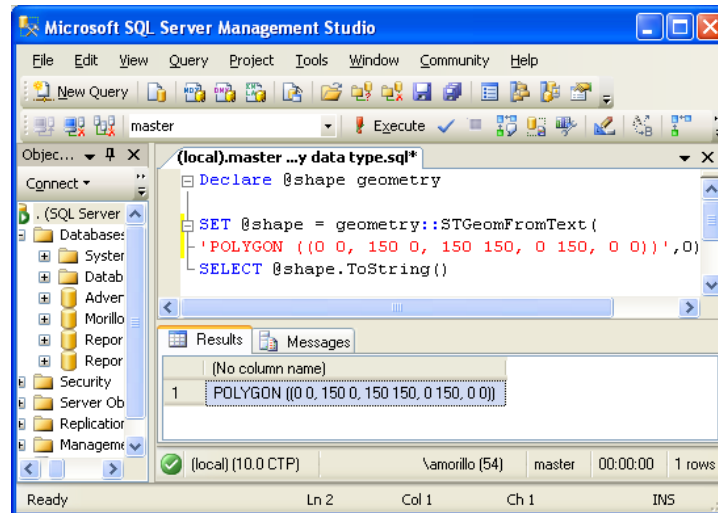 Microsoft SQL Server Management Studio
File Edit View Query Project Tools Window Community Help
New Query
master Execute
Objec...
(local).master ...y data type.sql*
Connect
Declare @shape geometry
. (SQL Server
SET @shape = geometry::STGeomFromText(
Databases
'POLYGON ((0 0, 150 0, 150 150, 0 150, 0 0))',0)
System
SELECT @shape.ToString()
Datab
Adver
Morillo
Results Messages
Repor
(No column name)
Repor
1 POLYGON ((0 0, 150 0, 150 150, 0 150, 0 0))
Security
Server Ob
Replication
Manageme
(local) (10.0 CTP) \amorillo (54) master 00:00:00 1 rows
Ready Ln 2 Col 1 Ch 1 INS